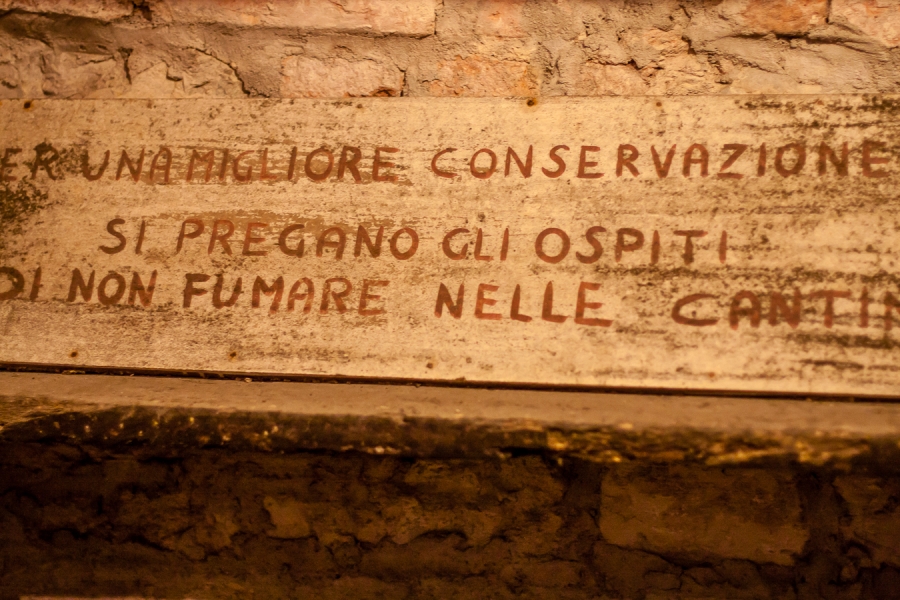 ER UNA MIGLIORE CONSERVAZIONE
SI PREGANO GLI OSPITI
DI NON FUMARE NELLE CANTIN